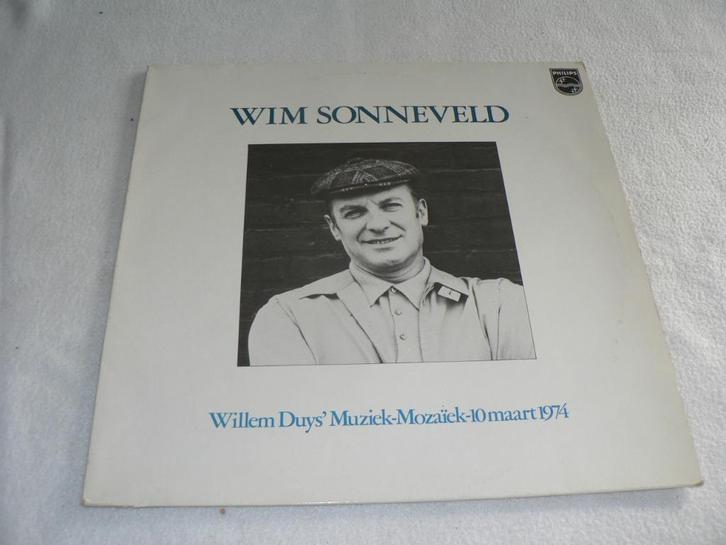 PHILIPS
WIM SONNEVELD
Willem Duys' Muziek-Mozaïek-10 maart 1974